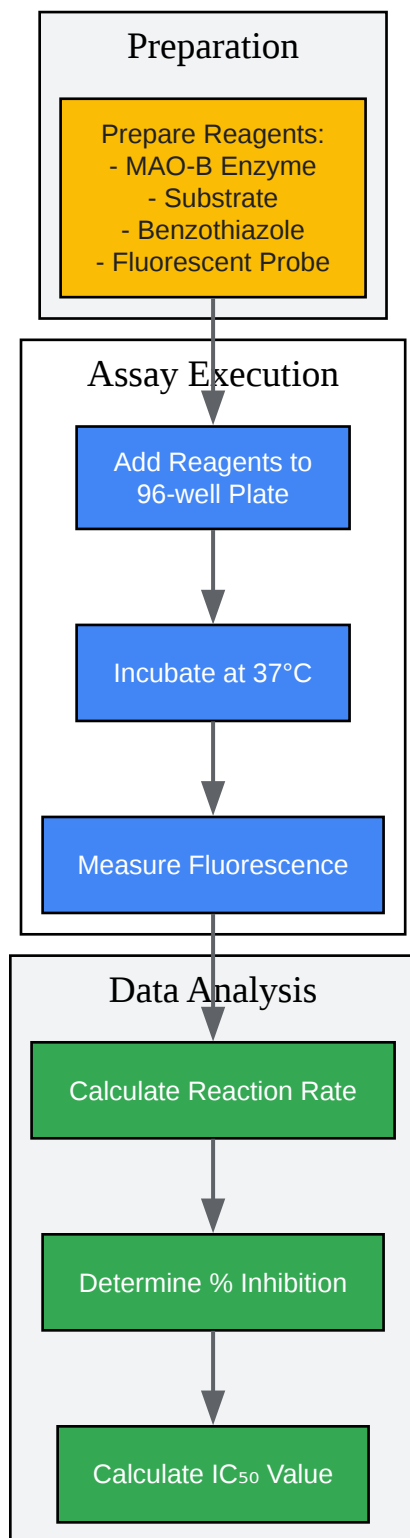 Preparation
Prepare Reagents:
- MAO-B Enzyme
- Substrate
- Benzothiazole
- Fluorescent Probe
Assay Execution
Add Reagents to
96-well Plate
Incubate at 37°C
Measure Fluorescence
Data Analysis
Calculate Reaction Rate
Determine % Inhibition
Calculate IC₅₀ Value